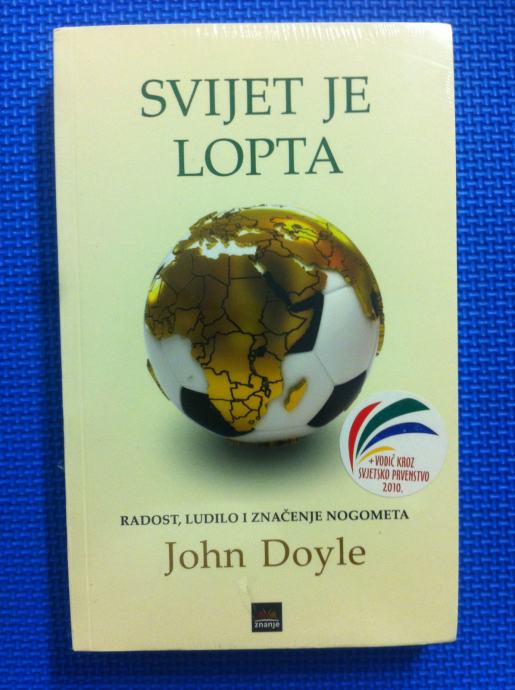 SVIJET JE
LOPTA
+VODIČ KROZ
SVJETSKO PRVENSTVO
2010.
RADOST, LUDILO I ZNAČENJE NOGOMETA
John Doyle
znanje